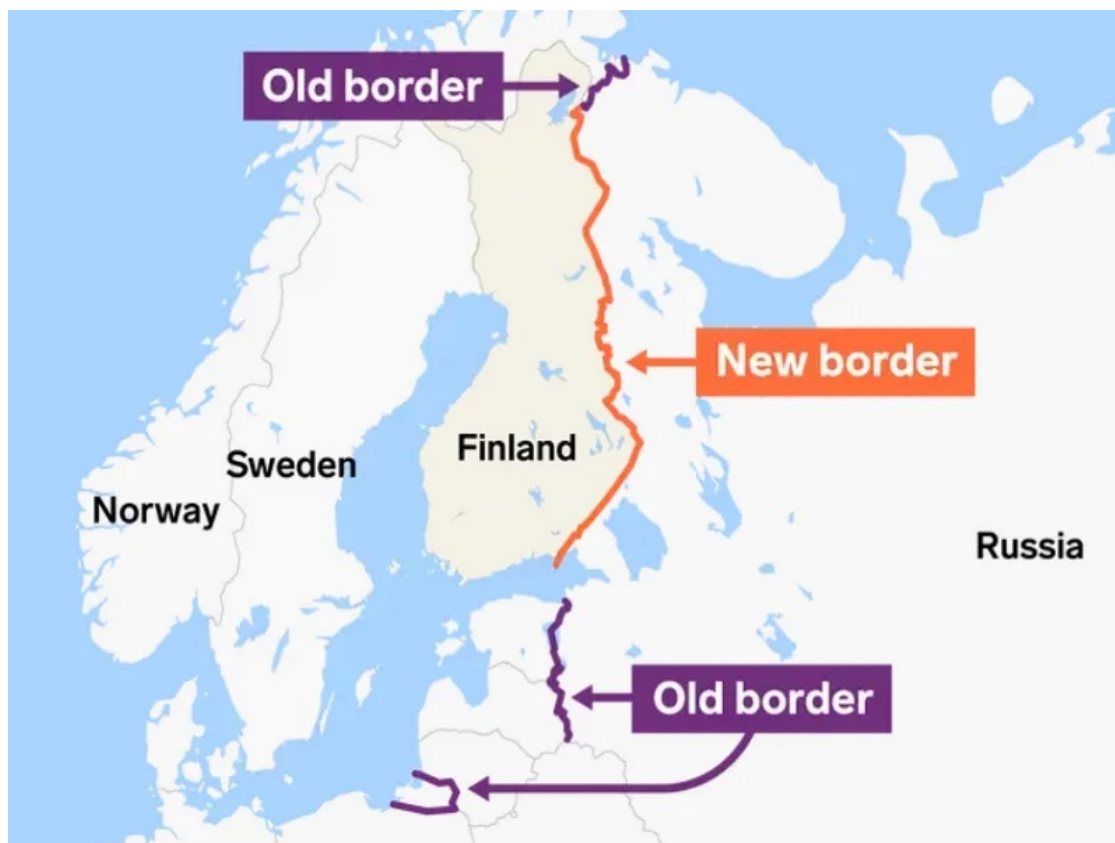 Old border
New border
Finland
Sweden
Norway
Russia
Old border